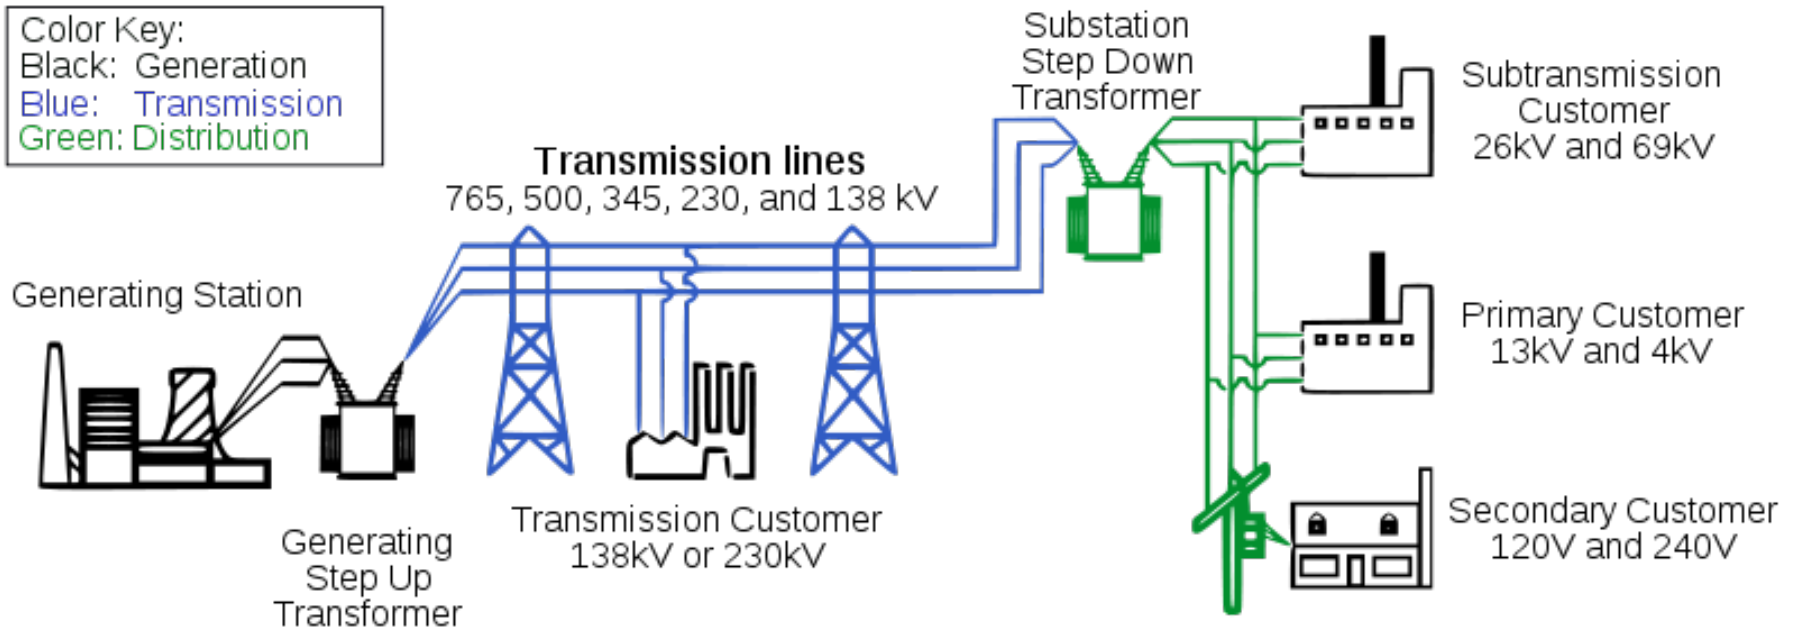 Color Key:
Black: Generation
Blue: Transmission
Green: Distribution
Generating Station
Generating
Step Up
Transformer
Transmission lines
765, 500, 345, 230, and 138 kV
Transmission Customer
138kV or 230kV
Substation
Step Down
Transformer
Subtransmission
Customer
26kV and 69kV
Primary Customer
13kV and 4kV
Secondary Customer
120V and 240V